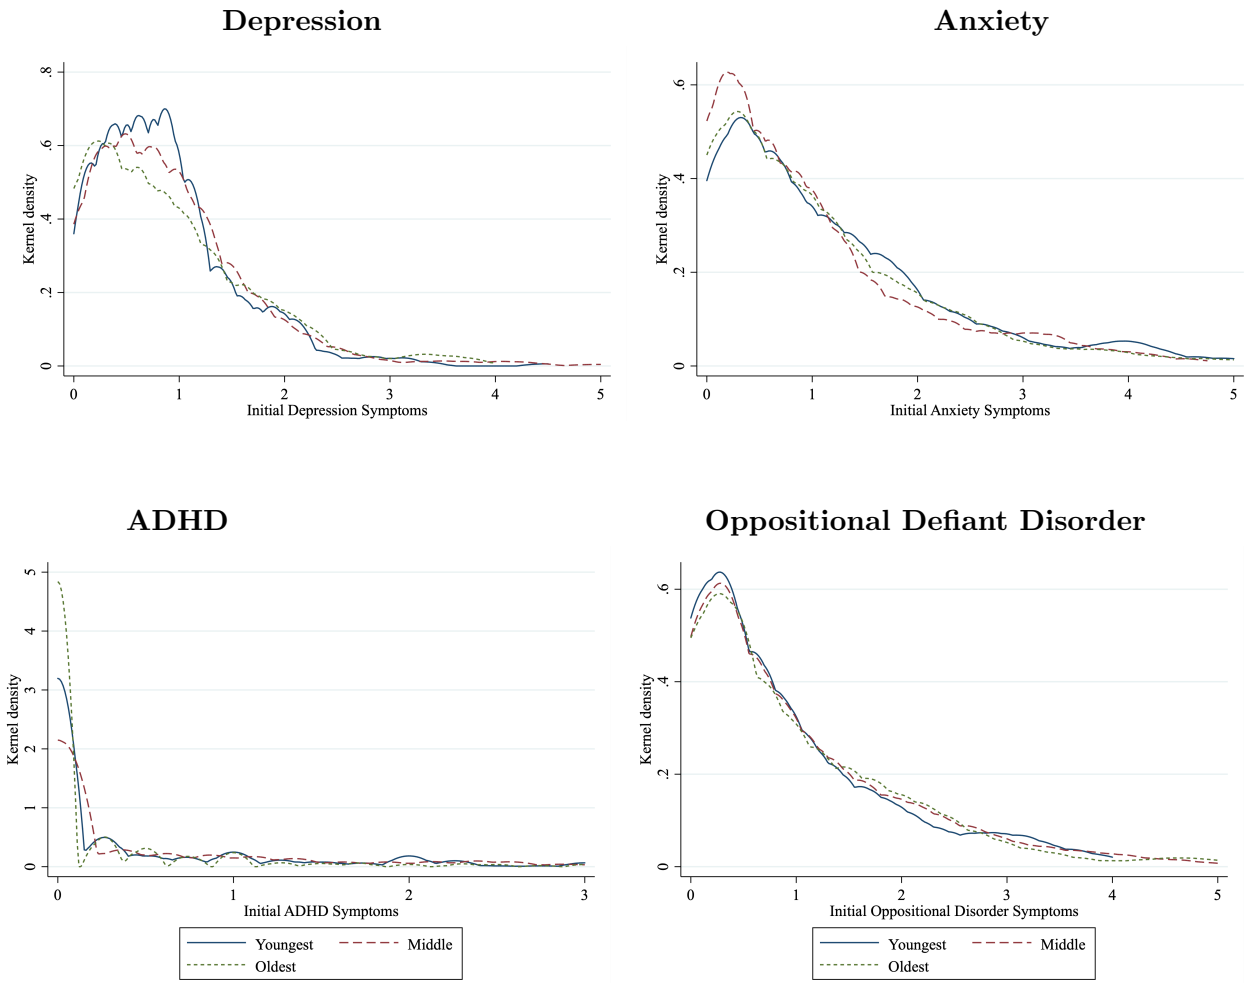 Depression
Kernel density
.8
.6
.4
.2
0
0 1 2 3 4 5
Initial Depression Symptoms
Anxiety
Kernel density
.6
.4
.2
0
0 1 2 3 4 5
Initial Anxiety Symptoms
ADHD
Kernel density
5
4
3
2
1
0
0 1 2 3
Initial ADHD Symptoms
Youngest Middle
Oldest
Oppositional Defiant Disorder
Kernel density
.6
.4
.2
0
0 1 2 3 4 5
Initial Oppositional Disorder Symptoms
Youngest Middle
Oldest